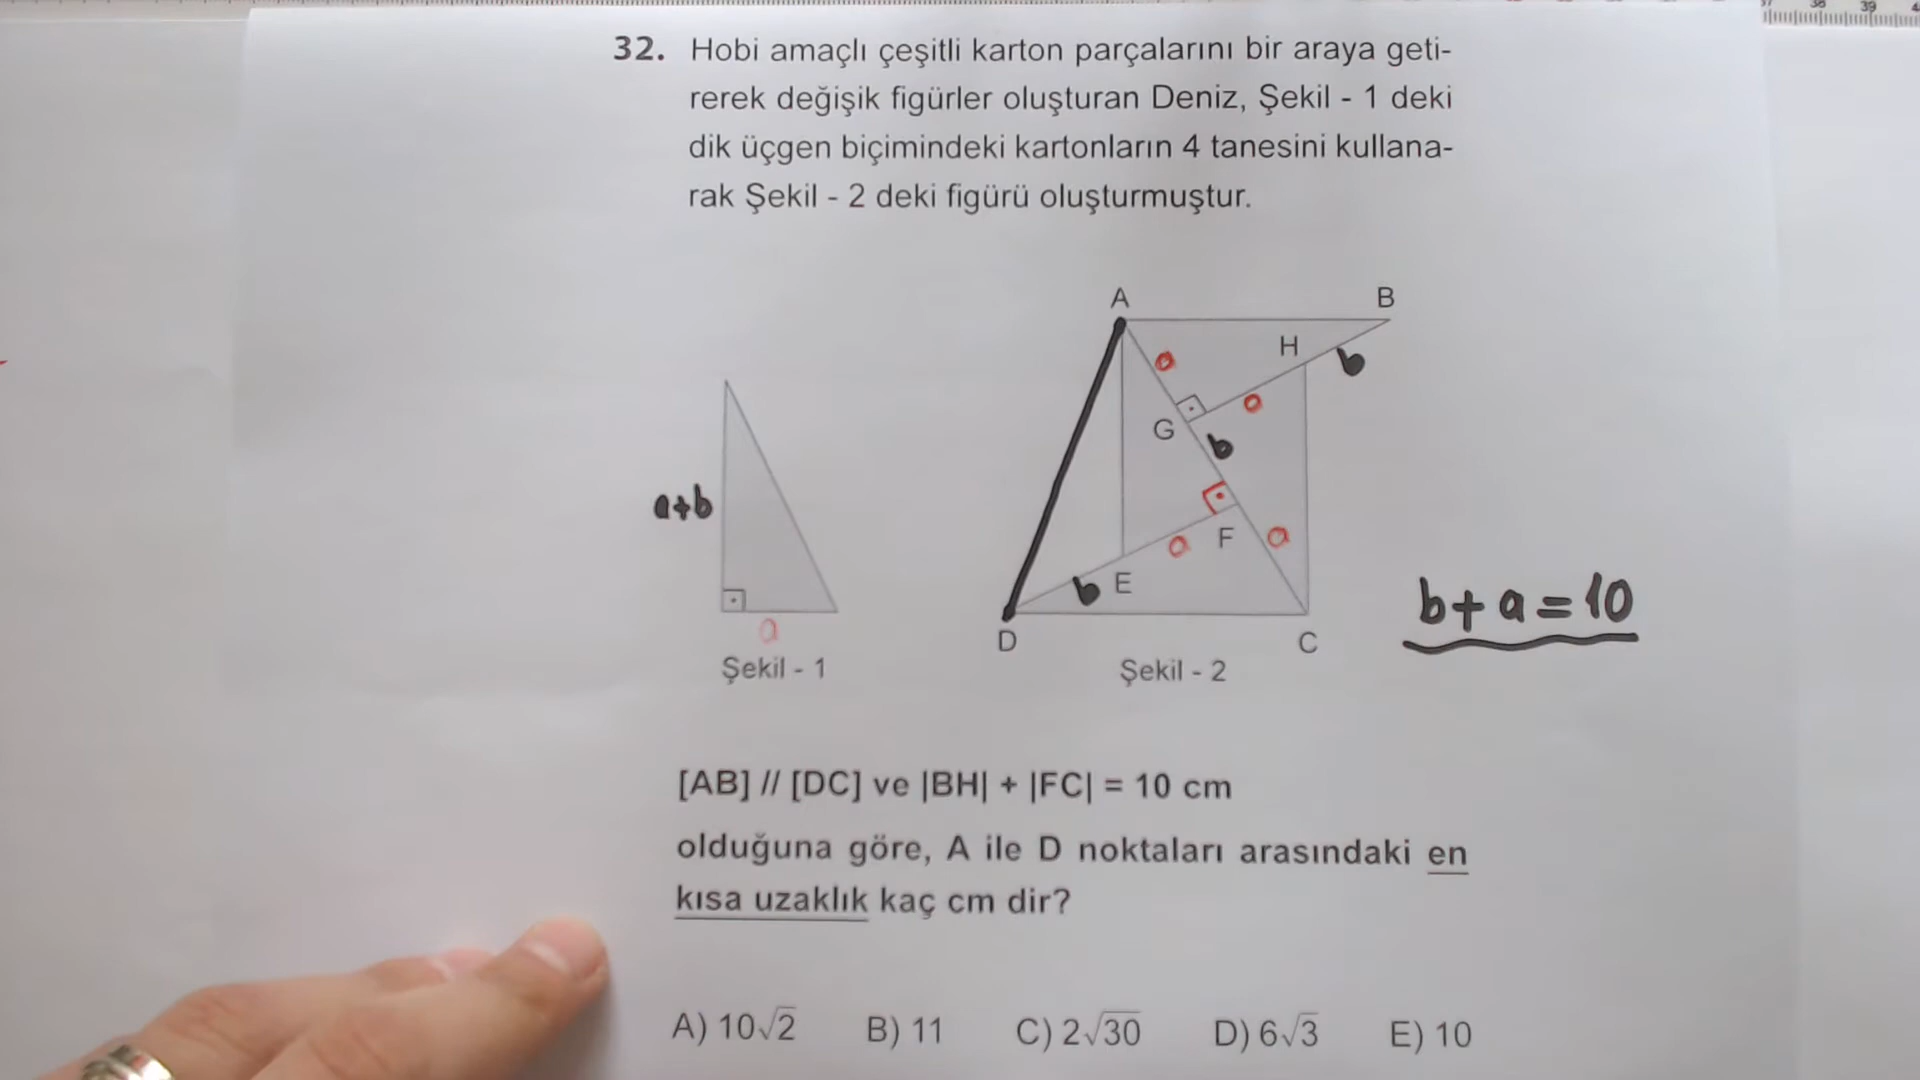 37 38 39
32. Hobi amaçlı çeşitli karton parçalarını bir araya geti-
rerek değişik figürler oluşturan Deniz, Şekil - 1 deki
dik üçgen biçimindeki kartonların 4 tanesini kullana-
rak Şekil - 2 deki figürü oluşturmuştur.
a+b
a
Şekil - 1
A B
a H b
a
G b
a F a
b E
D C
Şekil - 2
b+a=10
[AB] // [DC] ve |BH| + |FC| = 10 cm
olduğuna göre, A ile D noktaları arasındaki en
kısa uzaklık kaç cm dir?
A) 10√2 B) 11 C) 2√30 D) 6√3 E) 10